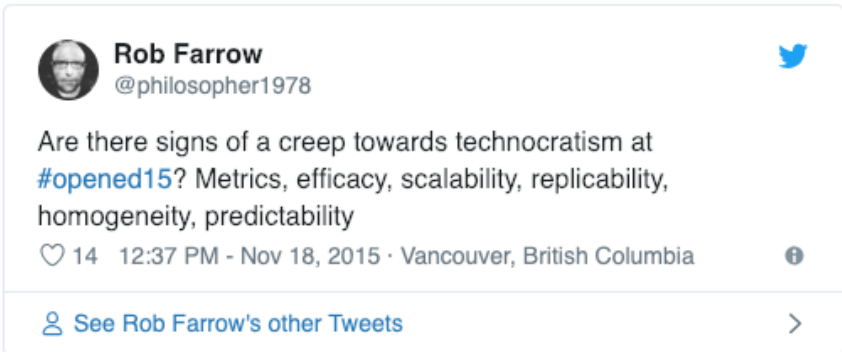 Rob Farrow
@philosopher1978
Are there signs of a creep towards technocratism at
#opened15? Metrics, efficacy, scalability, replicability,
homogeneity, predictability
14 12:37 PM - Nov 18, 2015 · Vancouver, British Columbia
See Rob Farrow's other Tweets